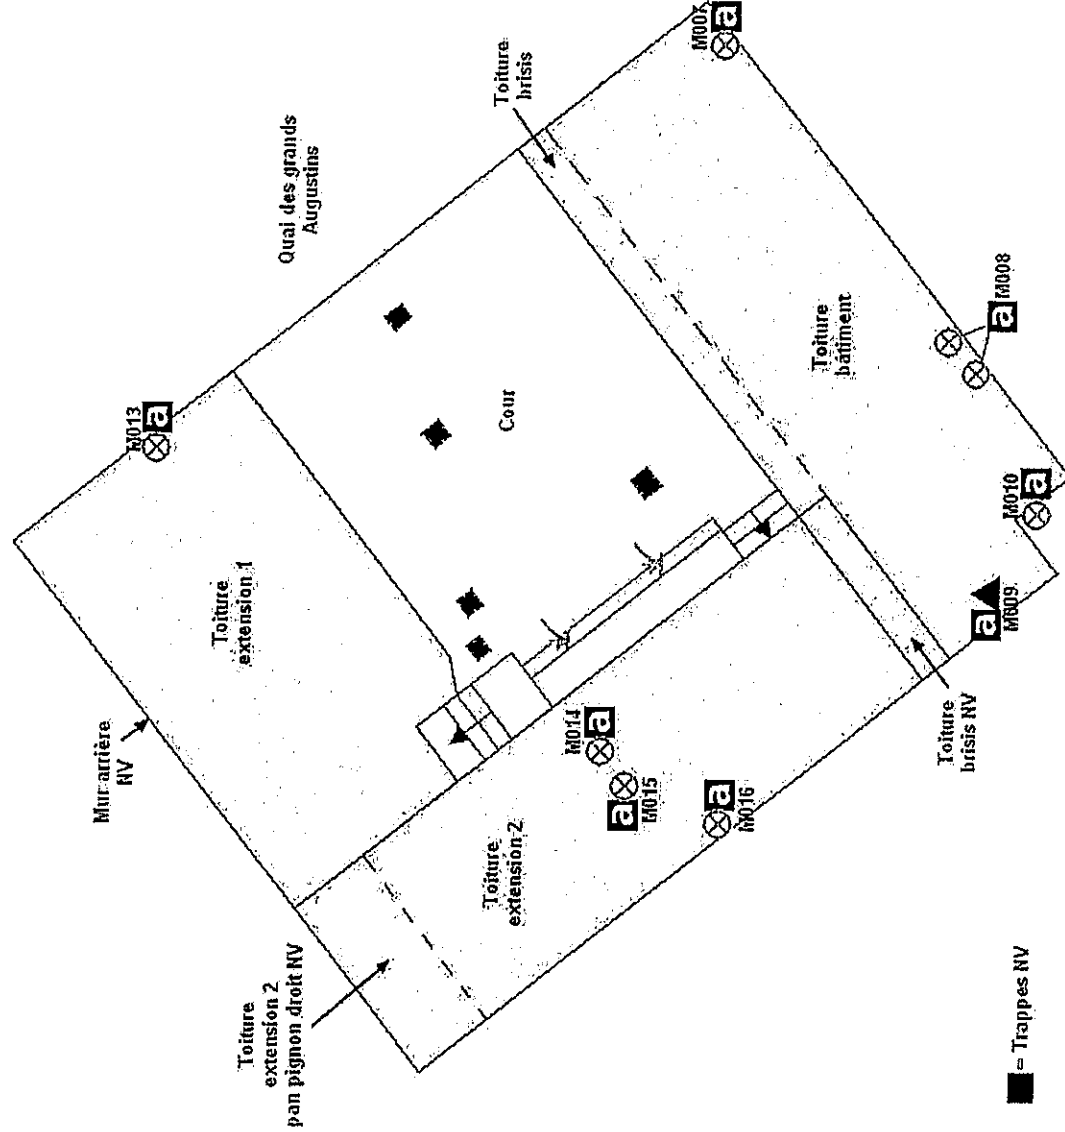 Toiture
brisis
M007
a
Quai des grands
Augustins
M013
a
Cour
Toiture
bâtiment
a
M008
M010
a
Toiture
extension 1
a
M009
Mur arrière
NV
M014
a
a
M015
a
M016
Toiture
brisis NV
Toiture
extension 2
Toiture
extension 2
pan pignon droit NV
= Trappes NV